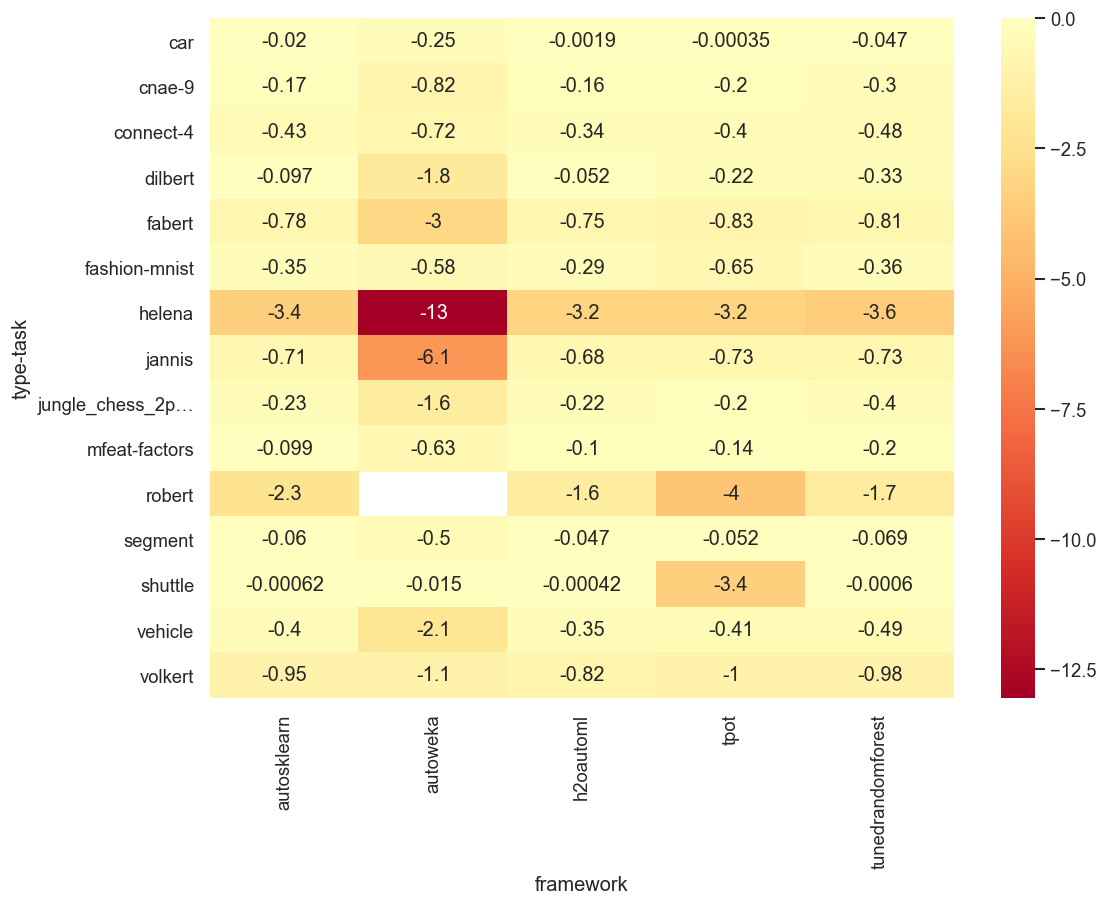 type-task
car -0.02 -0.25 -0.0019 -0.00035 -0.047
cnae-9 -0.17 -0.82 -0.16 -0.2 -0.3
connect-4 -0.43 -0.72 -0.34 -0.4 -0.48
dilbert -0.097 -1.8 -0.052 -0.22 -0.33
fabert -0.78 -3 -0.75 -0.83 -0.81
fashion-mnist -0.35 -0.58 -0.29 -0.65 -0.36
helena -3.4 -13 -3.2 -3.2 -3.6
jannis -0.71 -6.1 -0.68 -0.73 -0.73
jungle_chess_2p… -0.23 -1.6 -0.22 -0.2 -0.4
mfeat-factors -0.099 -0.63 -0.1 -0.14 -0.2
robert -2.3 -1.6 -4 -1.7
segment -0.06 -0.5 -0.047 -0.052 -0.069
shuttle -0.00062 -0.015 -0.00042 -3.4 -0.0006
vehicle -0.4 -2.1 -0.35 -0.41 -0.49
volkert -0.95 -1.1 -0.82 -1 -0.98
autosklearn autoweka h2oautoml tpot tunedrandomforest
framework
0.0
−2.5
−5.0
−7.5
−10.0
−12.5